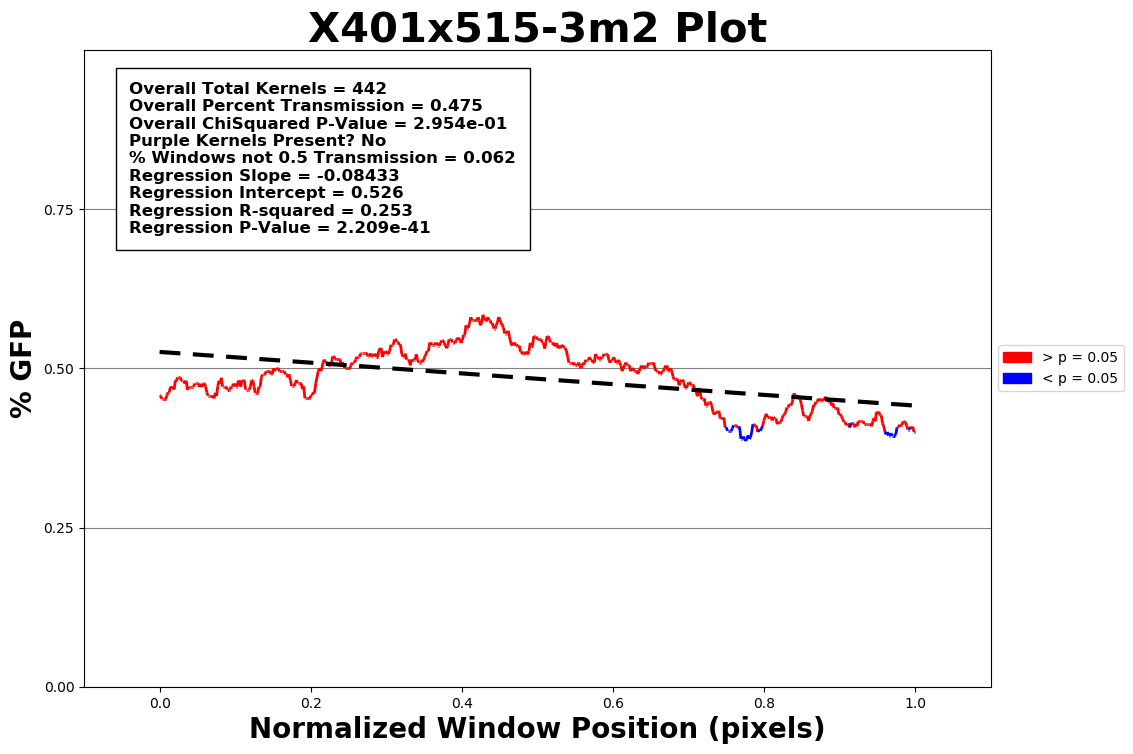 X401x515-3m2 Plot
Overall Total Kernels = 442
Overall Percent Transmission = 0.475
Overall ChiSquared P-Value = 2.954e-01
Purple Kernels Present? No
% Windows not 0.5 Transmission = 0.062
Regression Slope = -0.08433
Regression Intercept = 0.526
Regression R-squared = 0.253
Regression P-Value = 2.209e-41
% GFP
0.75
0.50
0.25
0.00
> p = 0.05
< p = 0.05
0.0 0.2 0.4 0.6 0.8 1.0
Normalized Window Position (pixels)